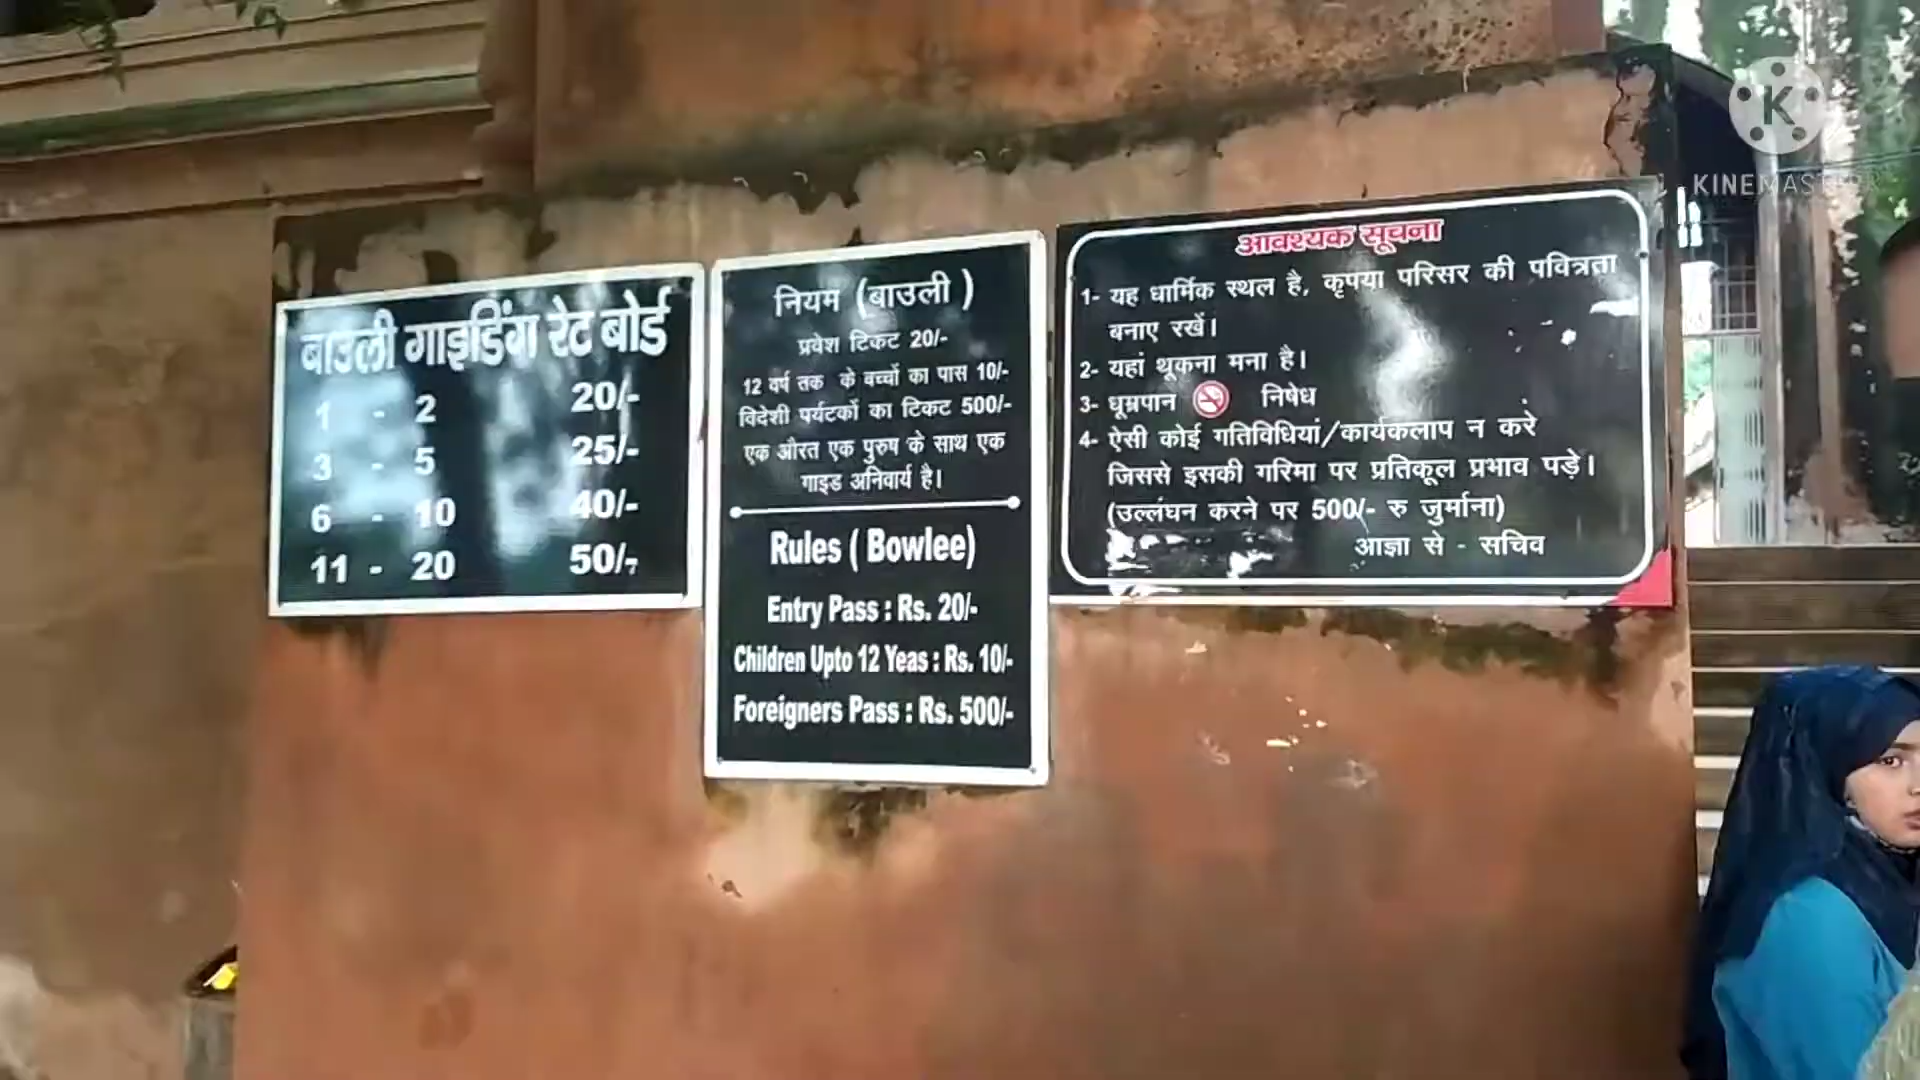 बाउली गाइडिंग रेट बोर्ड
1 - 2 20/-
3 - 5 25/-
6 - 10 40/-
11 - 20 50/-
नियम (बाउली )
प्रवेश टिकट 20/-
12 वर्ष तक के बच्चों का पास 10/-
विदेशी पर्यटकों का टिकट 500/-
एक औरत एक पुरुष के साथ एक
गाइड अनिवार्य है।
Rules ( Bowlee)
Entry Pass : Rs. 20/-
Children Upto 12 Yeas : Rs. 10/-
Foreigners Pass : Rs. 500/-
आवश्यक सूचना
1- यह धार्मिक स्थल है, कृपया परिसर की पवित्रता
बनाए रखें।
2- यहां थूकना मना है।
3- धूम्रपान निषेध
4- ऐसी कोई गतिविधियां/कार्यकलाप न करे
जिससे इसकी गरिमा पर प्रतिकूल प्रभाव पड़े।
(उल्लंघन करने पर 500/- रु जुर्माना)
आज्ञा से - सचिव
K
KINEMASTER